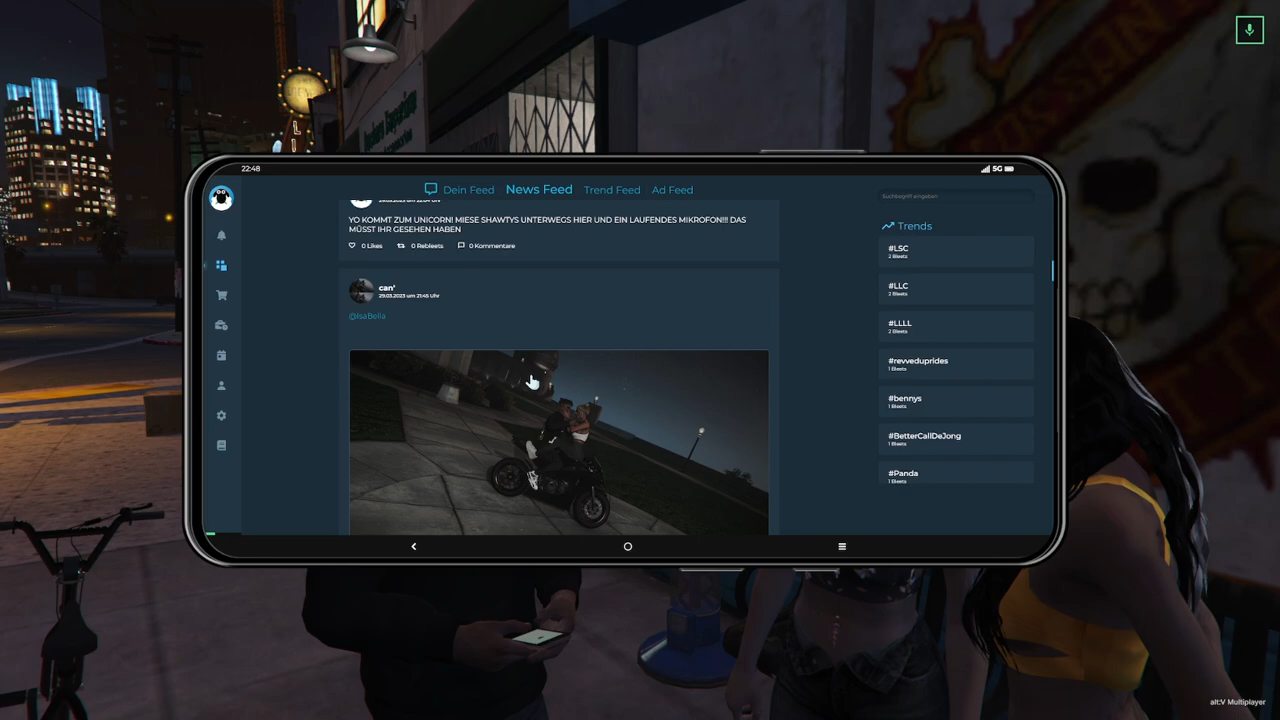 22:48
5G
Dein Feed
News Feed
Trend Feed
Ad Feed
Suchbegriff eingeben
YO KOMMT ZUM UNICORN! MIESE SHAWTYS UNTERWEGS HIER UND EIN LAUFENDES MIKROFON!!! DAS
MÜSST IHR GESEHEN HABEN
0 Likes
0 Rebleets
0 Kommentare
can'
29.03.2023 um 21:45 Uhr
@IsaBella
Trends
#LSC
2 Bleets
#LLC
2 Bleets
#LLLL
2 Bleets
#revveduprides
1 Bleets
#bennys
1 Bleets
#BetterCallDeJong
1 Bleets
#Panda
1 Bleets
alt:V Multiplayer